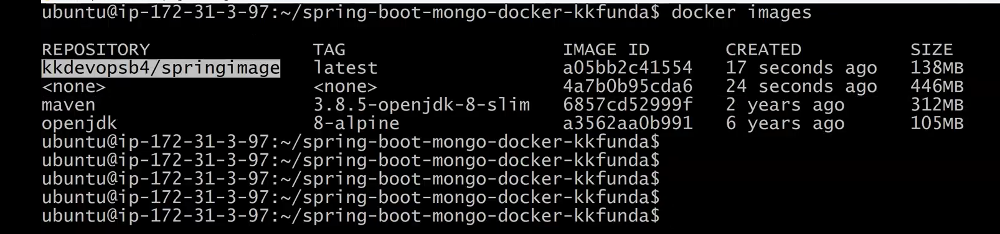 ubuntu@ip-172-31-3-97:~/spring-boot-mongo-docker-kkfunda$ docker images
REPOSITORY TAG IMAGE ID CREATED SIZE
kkdevopsb4/springimage latest a05bb2c41554 17 seconds ago 138MB
<none> <none> 4a7b0b95cda6 24 seconds ago 446MB
maven 3.8.5-openjdk-8-slim 6857cd52999f 2 years ago 312MB
openjdk 8-alpine a3562aa0b991 6 years ago 105MB
ubuntu@ip-172-31-3-97:~/spring-boot-mongo-docker-kkfunda$
ubuntu@ip-172-31-3-97:~/spring-boot-mongo-docker-kkfunda$
ubuntu@ip-172-31-3-97:~/spring-boot-mongo-docker-kkfunda$
ubuntu@ip-172-31-3-97:~/spring-boot-mongo-docker-kkfunda$
ubuntu@ip-172-31-3-97:~/spring-boot-mongo-docker-kkfunda$